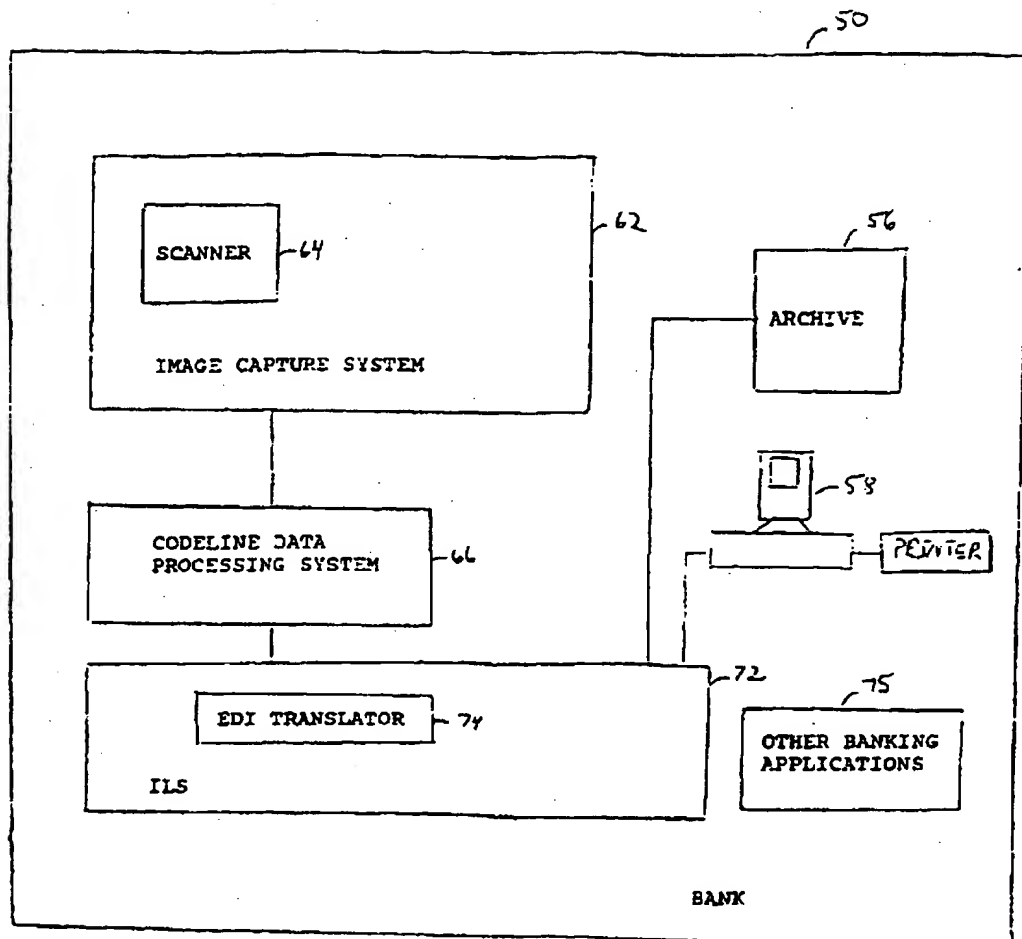 50
62
SCANNER
64
IMAGE CAPTURE SYSTEM
56
ARCHIVE
58
PRINTER
CODELINE DATA
PROCESSING SYSTEM
66
72
EDI TRANSLATOR
74
ILS
75
OTHER BANKING
APPLICATIONS
BANK